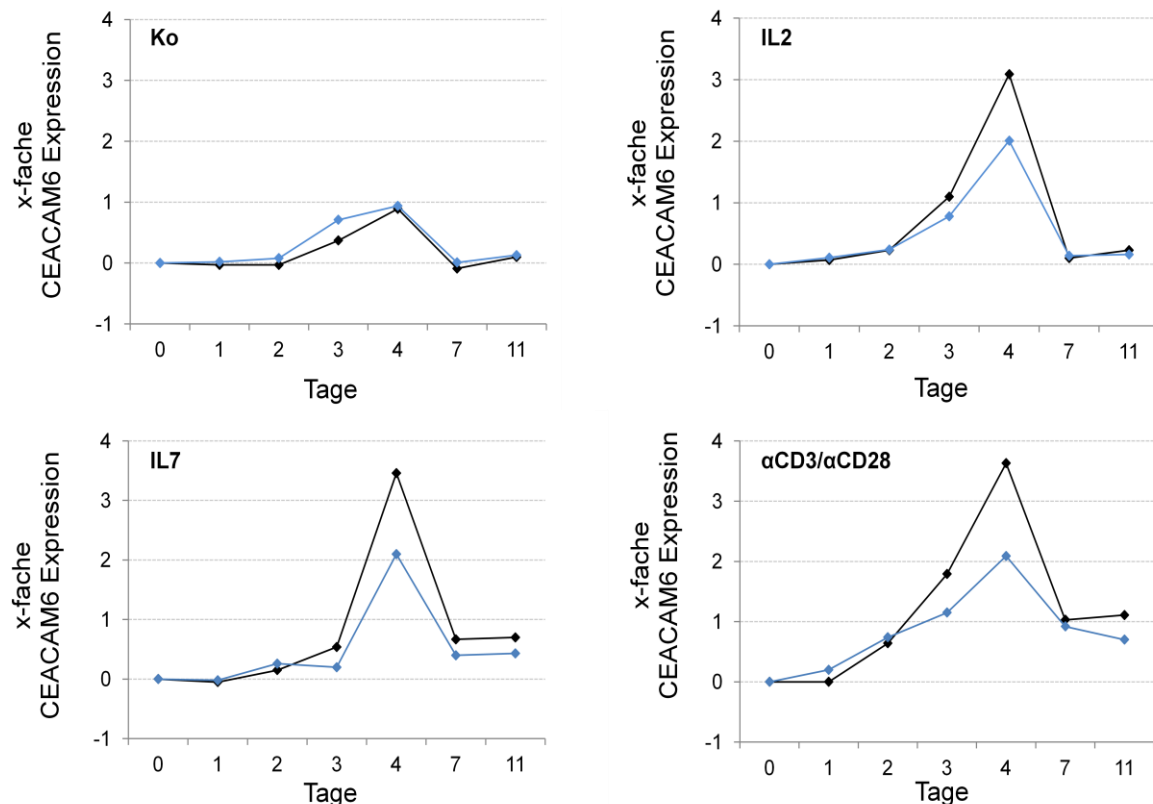 Ko
x-fache
CEACAM6 Expression
4
3
2
1
0
-1
0 1 2 3 4 7 11
Tage
IL2
x-fache
CEACAM6 Expression
4
3
2
1
0
-1
0 1 2 3 4 7 11
Tage
IL7
x-fache
CEACAM6 Expression
4
3
2
1
0
-1
0 1 2 3 4 7 11
Tage
αCD3/αCD28
x-fache
CEACAM6 Expression
4
3
2
1
0
-1
0 1 2 3 4 7 11
Tage